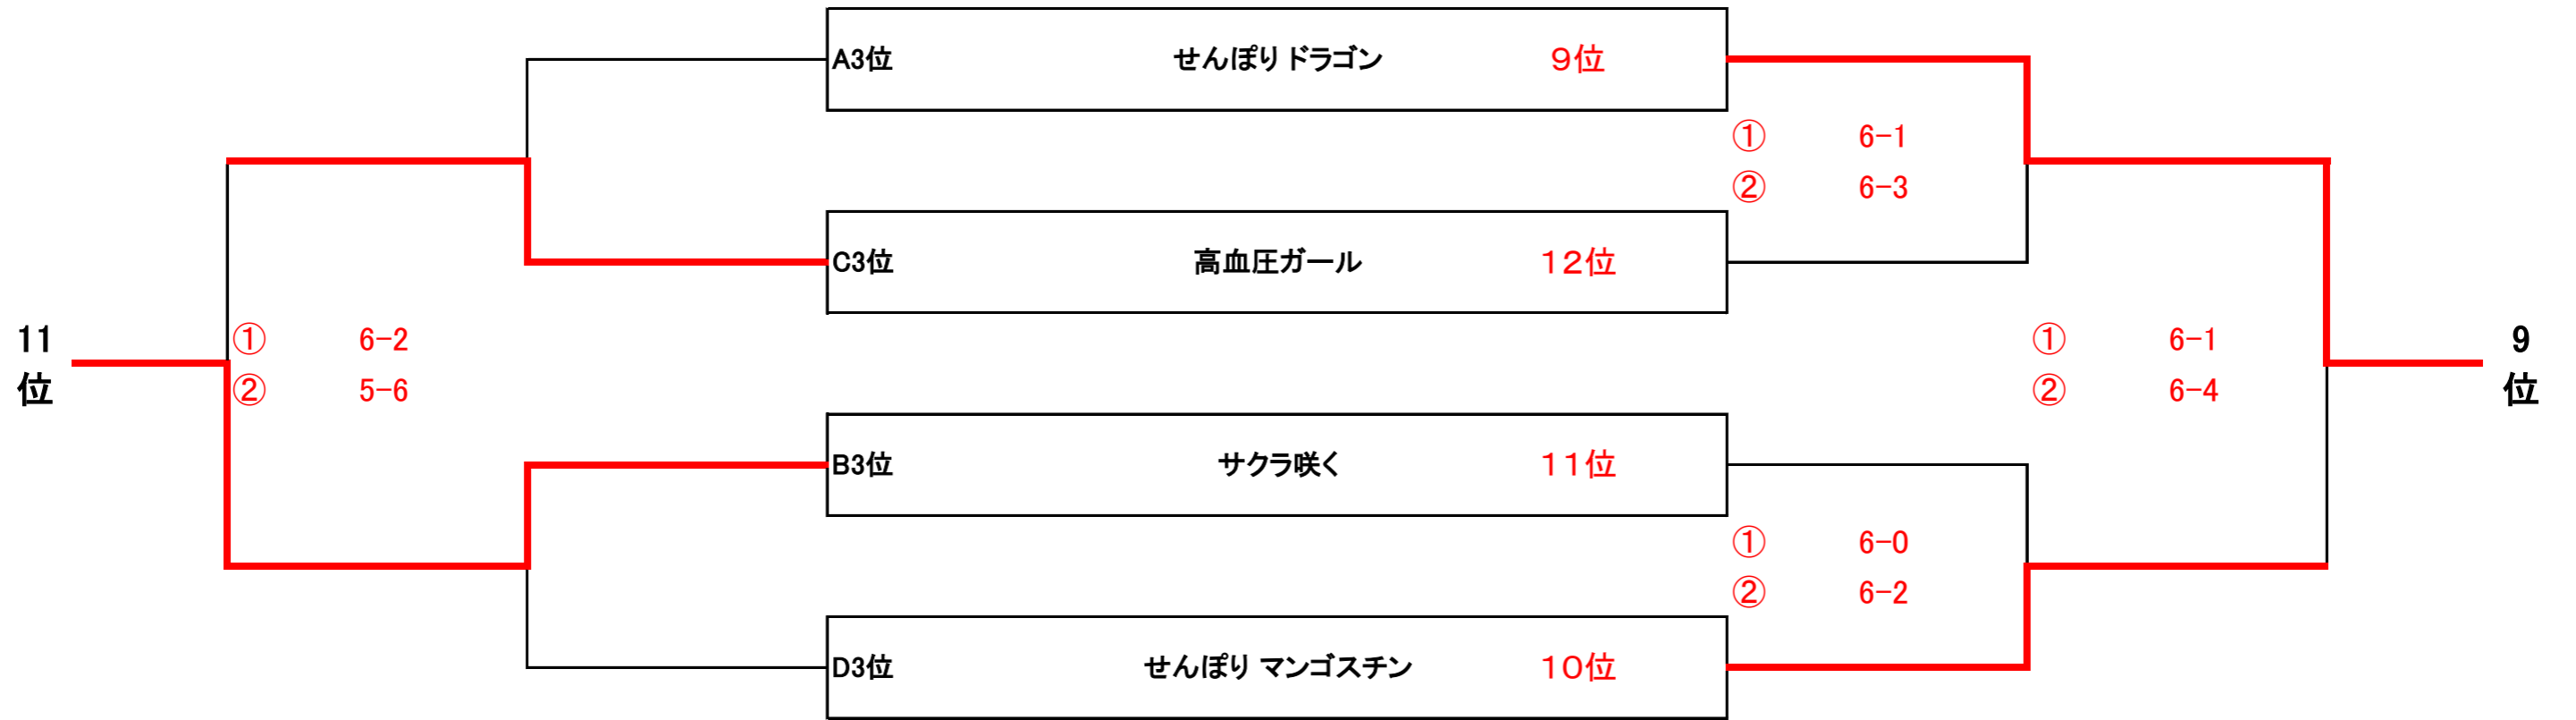 A3位 せんぽり ドラゴン 9位
① 6-1
② 6-3
C3位 高血圧ガール 12位
11
位
① 6-2
② 5-6
① 6-1
② 6-4
9
位
B3位 サクラ咲く 11位
① 6-0
② 6-2
D3位 せんぽり マンゴスチン 10位